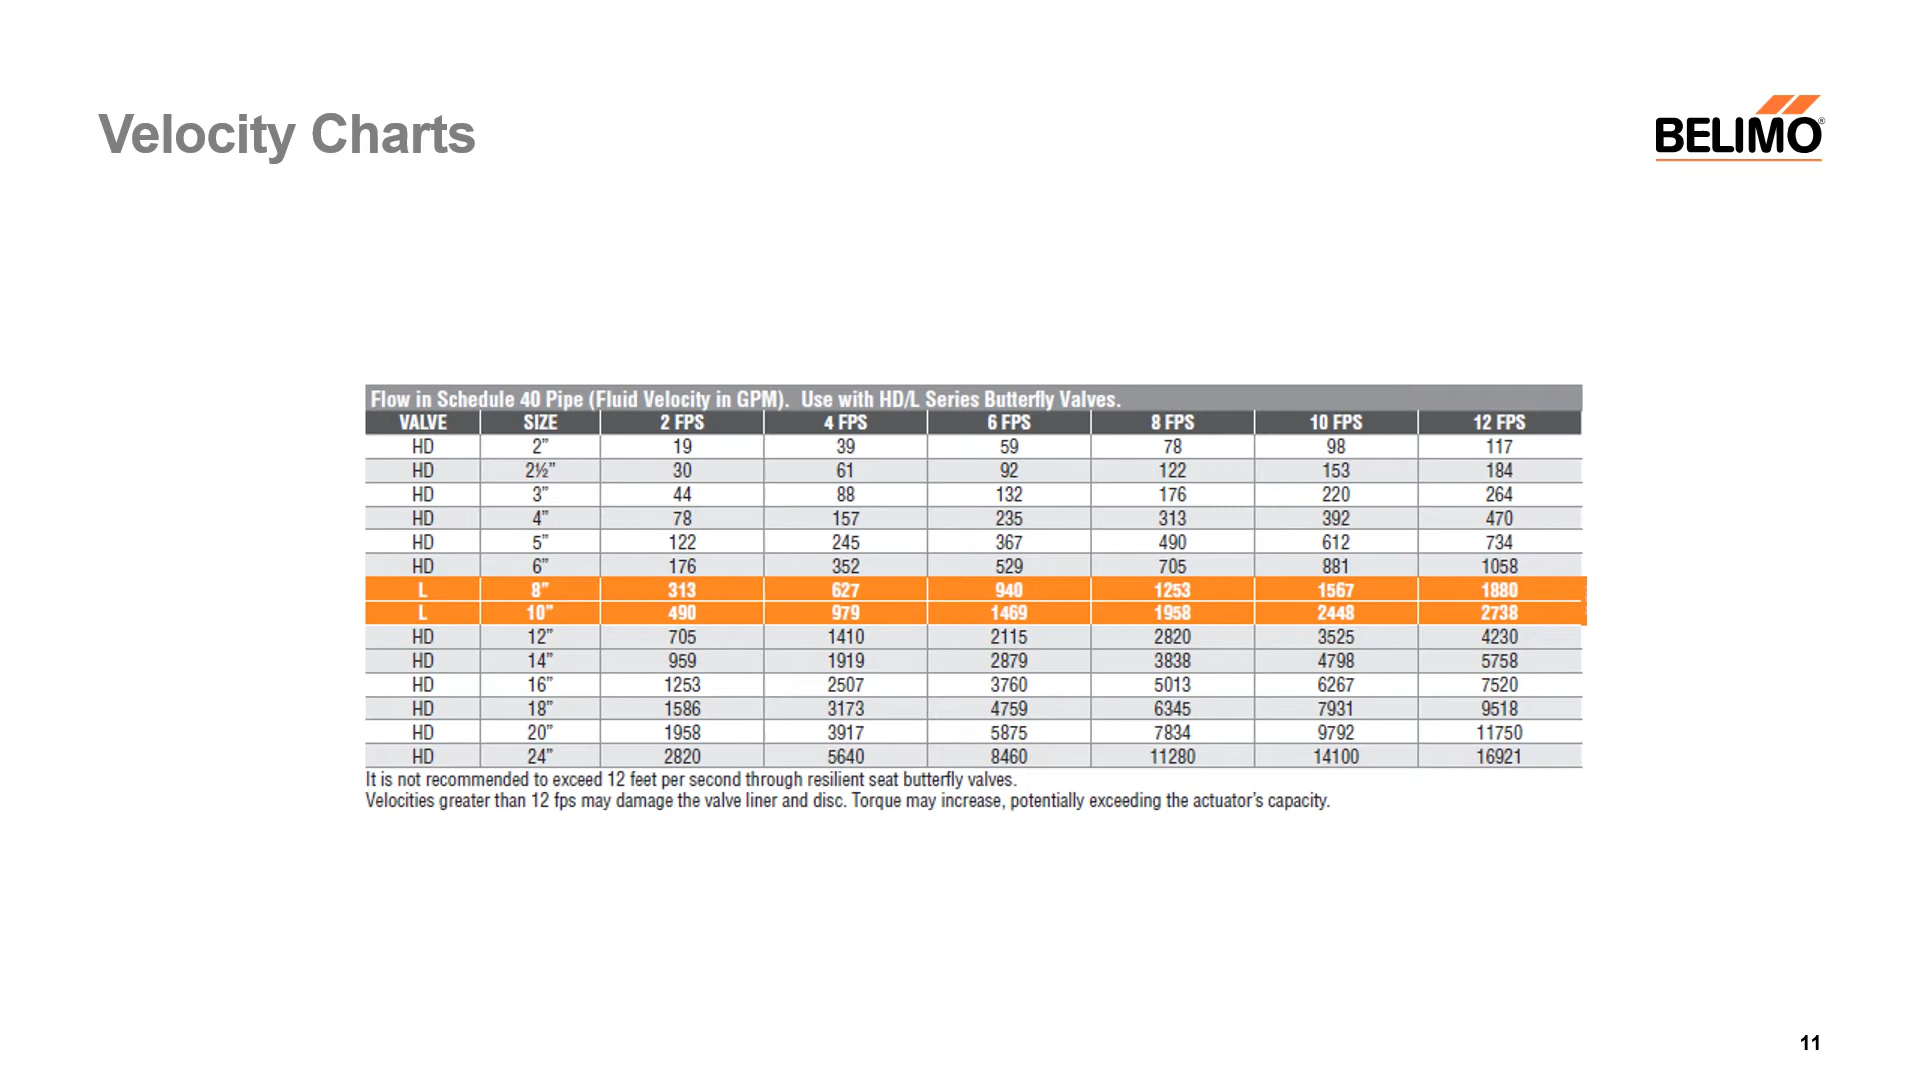 Velocity Charts
BELIMO®
Flow in Schedule 40 Pipe (Fluid Velocity in GPM). Use with HD/L Series Butterfly Valves.
VALVE SIZE 2 FPS 4 FPS 6 FPS 8 FPS 10 FPS 12 FPS
HD 2” 19 39 59 78 98 117
HD 2½” 30 61 92 122 153 184
HD 3” 44 88 132 176 220 264
HD 4” 78 157 235 313 392 470
HD 5” 122 245 367 490 612 734
HD 6” 176 352 529 705 881 1058
L 8” 313 627 940 1253 1567 1880
L 10” 490 979 1469 1958 2448 2738
HD 12” 705 1410 2115 2820 3525 4230
HD 14” 959 1919 2879 3838 4798 5758
HD 16” 1253 2507 3760 5013 6267 7520
HD 18” 1586 3173 4759 6345 7931 9518
HD 20” 1958 3917 5875 7834 9792 11750
HD 24” 2820 5640 8460 11280 14100 16921
It is not recommended to exceed 12 feet per second through resilient seat butterfly valves.
Velocities greater than 12 fps may damage the valve liner and disc. Torque may increase, potentially exceeding the actuator’s capacity.
11